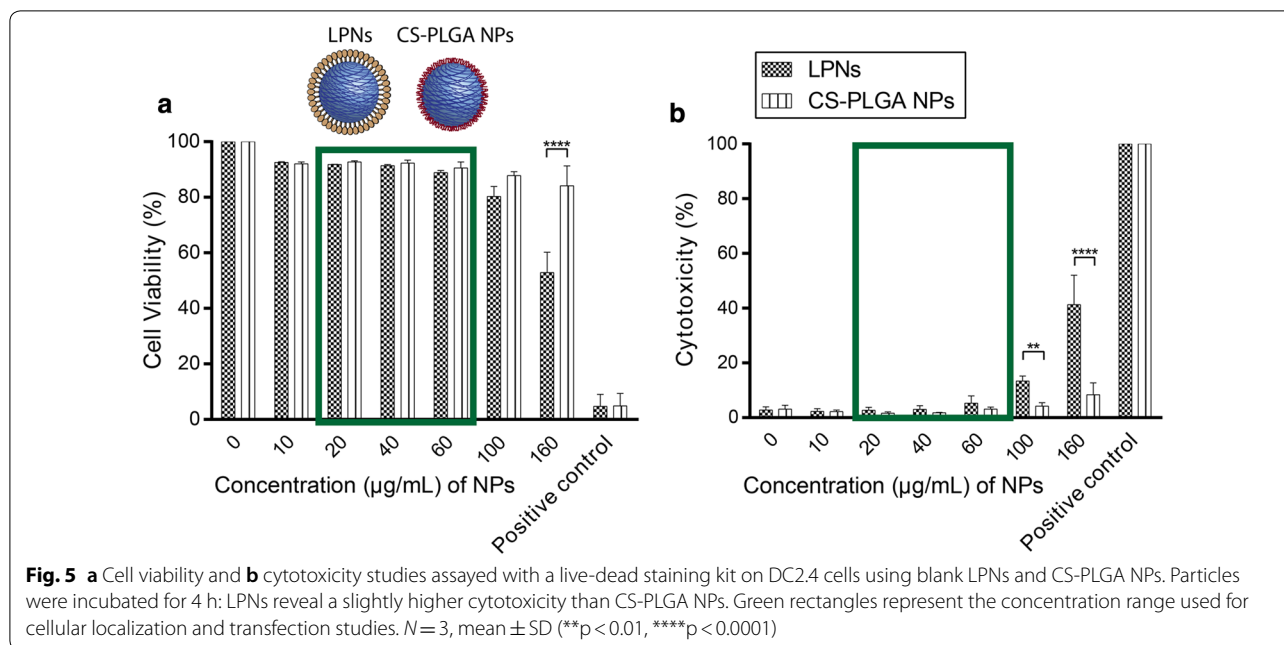 LPNs CS-PLGA NPs
LPNs
CS-PLGA NPs
a
Cell Viability (%)
100
80
60
40
20
0
****
0 10 20 40 60 100 160 Positive control
Concentration (µg/mL) of NPs
b
Cytotoxicity (%)
100
80
60
40
20
0
**
****
0 10 20 40 60 100 160 Positive control
Concentration (µg/mL) of NPs
Fig. 5 a Cell viability and b cytotoxicity studies assayed with a live-dead staining kit on DC2.4 cells using blank LPNs and CS-PLGA NPs. Particles
were incubated for 4 h: LPNs reveal a slightly higher cytotoxicity than CS-PLGA NPs. Green rectangles represent the concentration range used for
cellular localization and transfection studies. N = 3, mean ± SD (**p < 0.01, ****p < 0.0001)